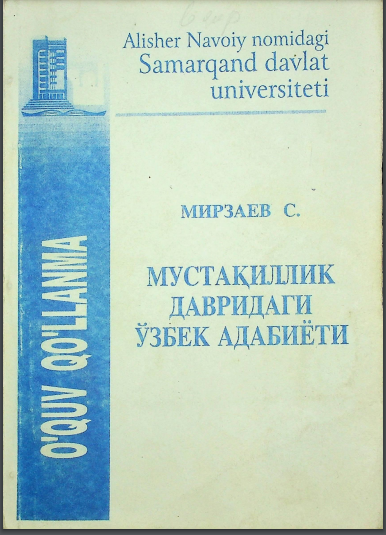 Alisher Navoiy nomidagi
Samarqand davlat
universiteti
МИРЗАЕВ С.
МУСТАҚИЛЛИК
ДАВРИДАГИ
ЎЗБЕК АДАБИЁТИ
O'QUV QO'LLANMA